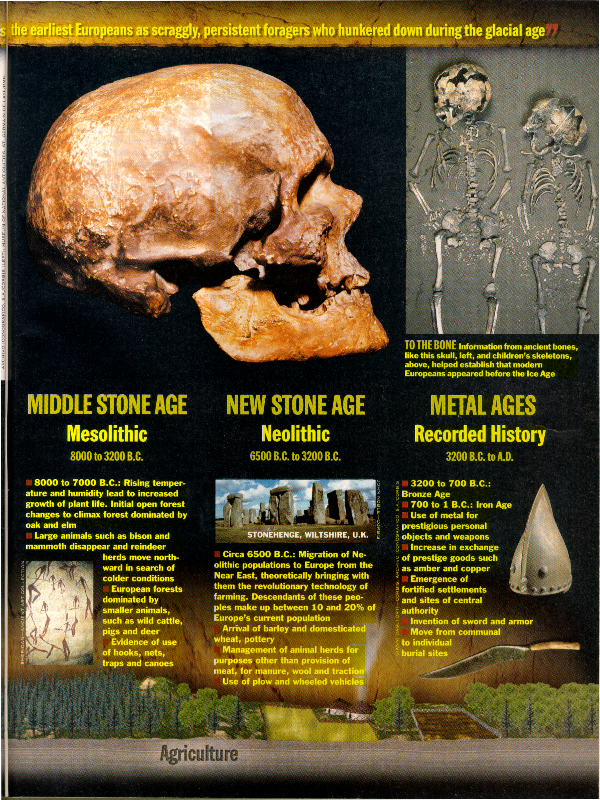 the earliest Europeans as scraggly, persistent foragers who hunkered down during the glacial age”
TO THE BONE Information from ancient bones,
like this skull, left, and children's skeletons,
above, helped establish that modern
Europeans appeared before the Ice Age
MIDDLE STONE AGE
Mesolithic
8000 to 3200 B.C.
■ 8000 to 7000 B.C.: Rising temper-
ature and humidity lead to increased
growth of plant life. Initial open forest
changes to climax forest dominated by
oak and elm
■ Large animals such as bison and
mammoth disappear and reindeer
herds move north-
ward in search of
colder conditions
■ European forests
dominated by
smaller animals,
such as wild cattle,
pigs and deer
■ Evidence of use
of hooks, nets,
traps and canoes
NEW STONE AGE
Neolithic
6500 B.C. to 3200 B.C.
STONEHENGE, WILTSHIRE, U.K.
■ Circa 6500 B.C.: Migration of Ne-
olithic populations to Europe from the
Near East, theoretically bringing with
them the revolutionary technology of
farming. Descendants of these peo-
ples make up between 10 and 20% of
Europe's current population
■ Arrival of barley and domesticated
wheat, pottery
■ Management of animal herds for
purposes other than provision of
meat, for manure, wool and traction
■ Use of plow and wheeled vehicles
METAL AGES
Recorded History
3200 B.C. to A.D.
■ 3200 to 700 B.C.:
Bronze Age
■ 700 to 1 B.C.: Iron Age
■ Use of metal for
prestigious personal
objects and weapons
■ Increase in exchange
of prestige goods such
as amber and copper
■ Emergence of
fortified settlements
and sites of central
authority
■ Invention of sword and armor
■ Move from communal
to individual
burial sites
Agriculture